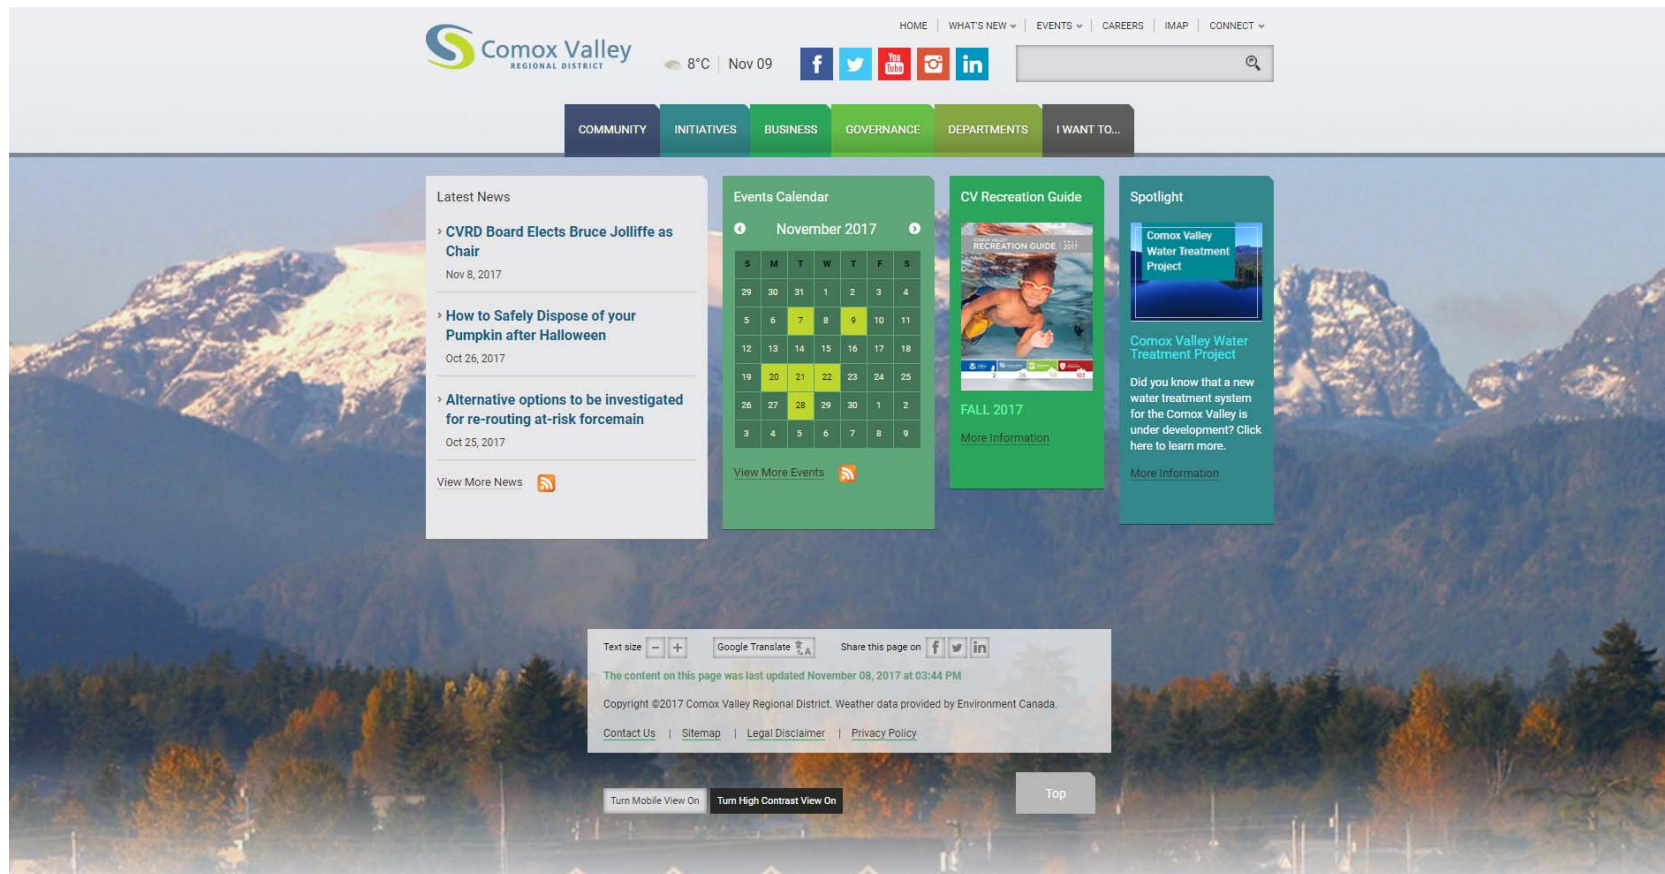 HOME | WHAT'S NEW | EVENTS | CAREERS | IMAP | CONNECT
Comox Valley
REGIONAL DISTRICT
8°C | Nov 09
You
Tube
COMMUNITY INITIATIVES BUSINESS GOVERNANCE DEPARTMENTS I WANT TO...
Latest News
CVRD Board Elects Bruce Jolliffe as
Chair
Nov 8, 2017
How to Safely Dispose of your
Pumpkin after Halloween
Oct 26, 2017
Alternative options to be investigated
for re-routing at-risk forcemain
Oct 25, 2017
View More News
Events Calendar
November 2017
S M T W T F S
29 30 31 1 2 3 4
5 6 7 8 9 10 11
12 13 14 15 16 17 18
19 20 21 22 23 24 25
26 27 28 29 30 1 2
3 4 5 6 7 8 9
View More Events
CV Recreation Guide
COMOX VALLEY
RECREATION GUIDE | FALL 2017
FALL 2017
More Information
Spotlight
Comox Valley
Water Treatment
Project
Comox Valley Water
Treatment Project
Did you know that a new
water treatment system
for the Comox Valley is
under development? Click
here to learn more.
More Information
Text size − + Google Translate Share this page on
The content on this page was last updated November 08, 2017 at 03:44 PM
Copyright ©2017 Comox Valley Regional District. Weather data provided by Environment Canada.
Contact Us | Sitemap | Legal Disclaimer | Privacy Policy
Turn Mobile View On Turn High Contrast View On
Top